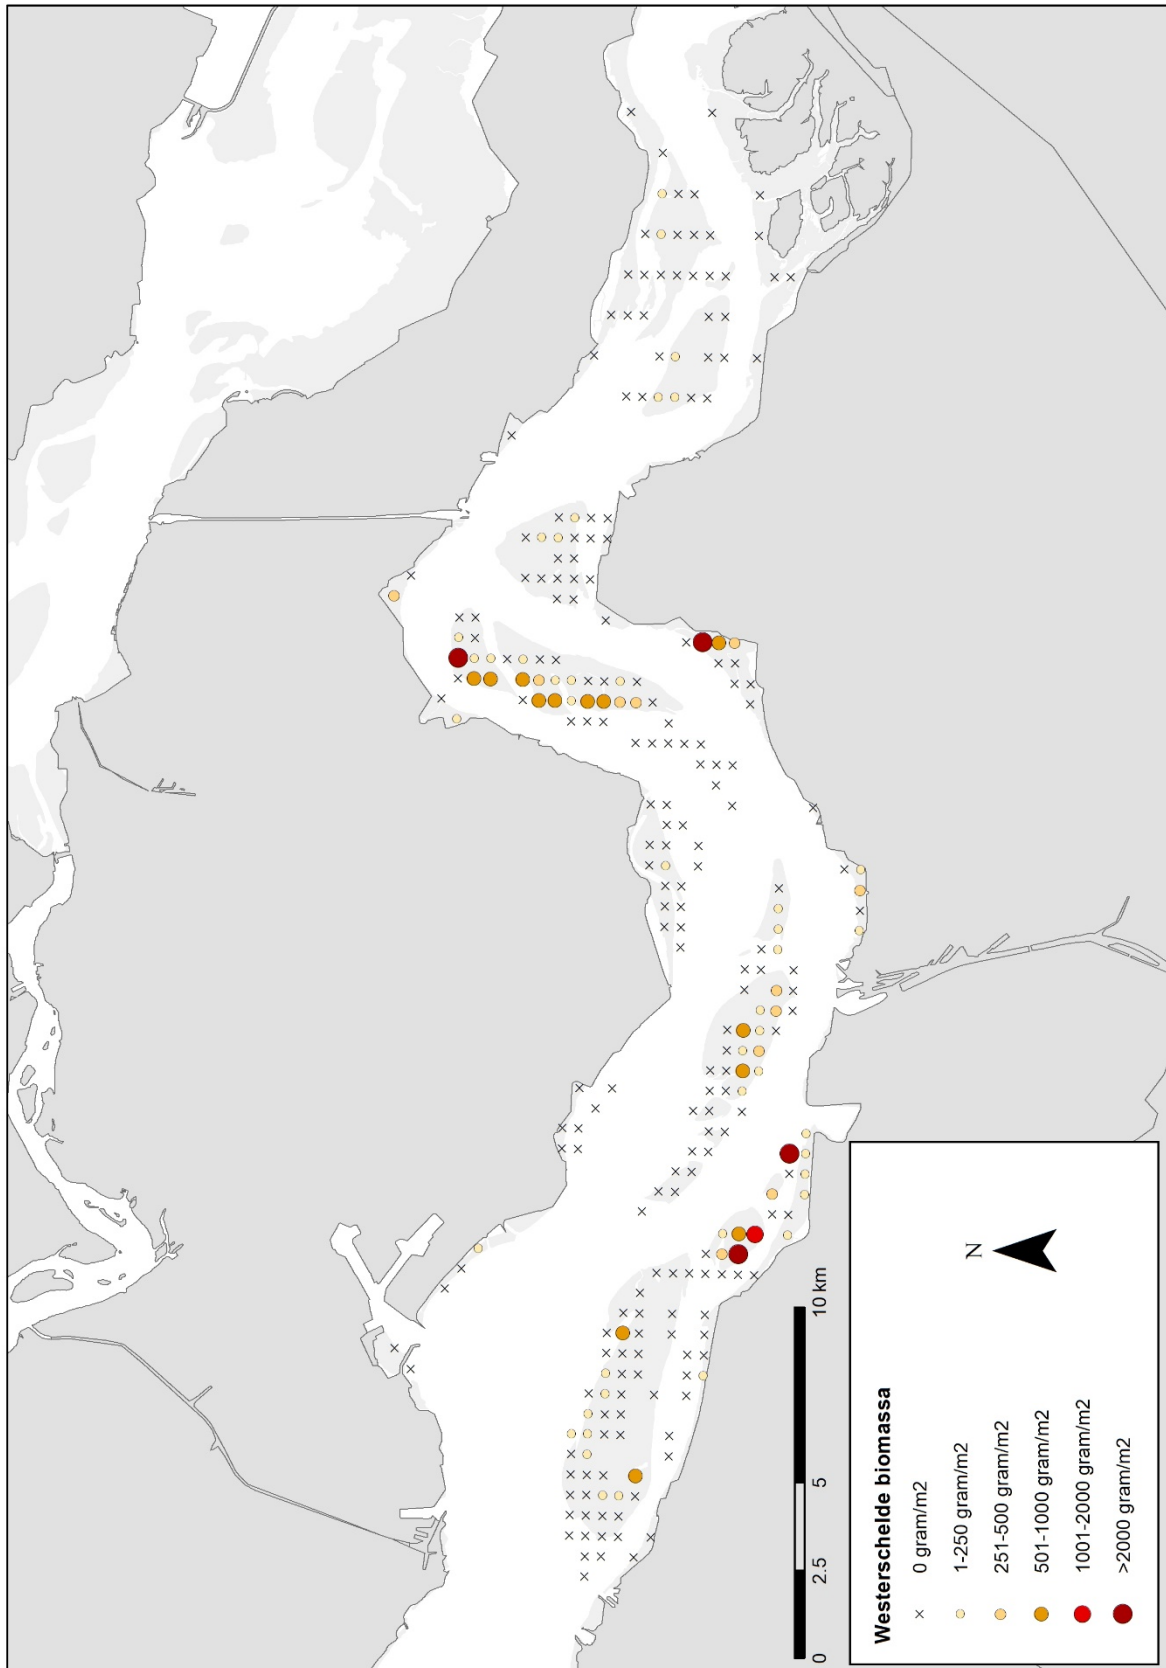 Westerschelde biomassa
0 gram/m2
1-250 gram/m2
251-500 gram/m2
501-1000 gram/m2
1001-2000 gram/m2
>2000 gram/m2
N
0 2.5 5 10 km